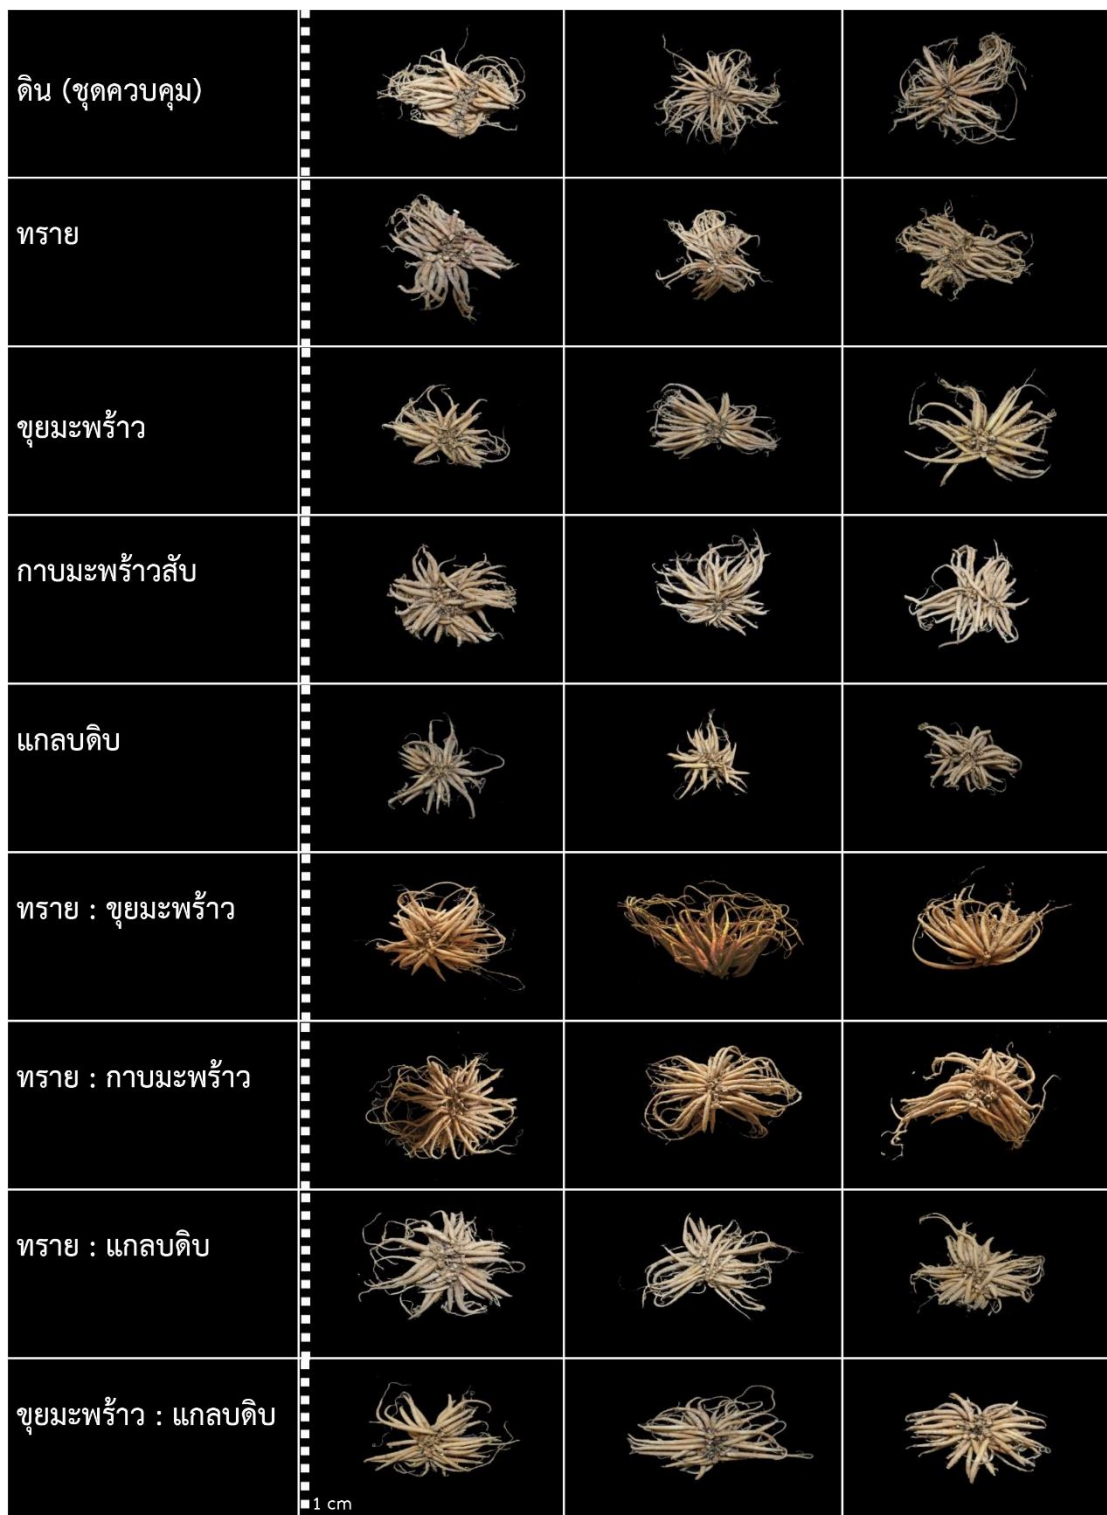 ดิน (ชุดควบคุม)
ทราย
ขุยมะพร้าว
กาบมะพร้าวสับ
แกลบดิบ
ทราย : ขุยมะพร้าว
ทราย : กาบมะพร้าว
ทราย : แกลบดิบ
ขุยมะพร้าว : แกลบดิบ
1 cm